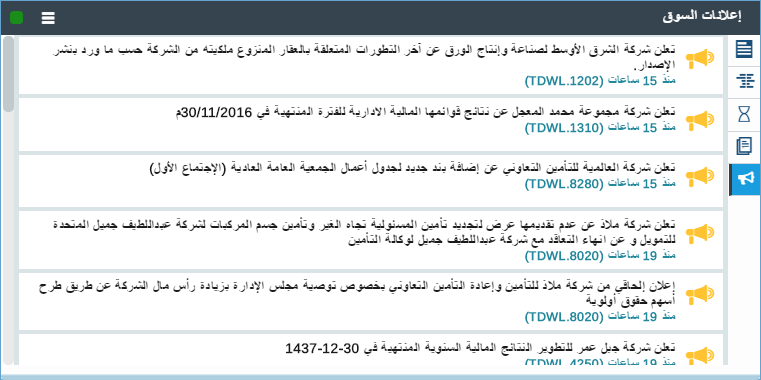 إعلانات السوق
تعلن شركة الشرق الأوسط لصناعة وإنتاج الورق عن آخر التطورات المتعلقة بالعقار المنزوع ملكيته من الشركة حسب ما ورد بنشر
الإصدار.
منذ 15 ساعات (TDWL.1202)
تعلن شركة مجموعة محمد المعجل عن نتائج قوائمها المالية الادارية للفترة المنتهية في 30/11/2016م
منذ 15 ساعات (TDWL.1310)
تعلن شركة العالمية للتأمين التعاوني عن إضافة بند جديد لجدول أعمال الجمعية العامة العادية (الإجتماع الأول)
منذ 15 ساعات (TDWL.8280)
تعلن شركة ملاذ عن عدم تقديمها عرض لتجديد تأمين المسئولية تجاه الغير وتأمين جسم المركبات لشركة عبداللطيف جميل المتحدة
للتمويل و عن انهاء التعاقد مع شركة عبداللطيف جميل لوكالة التأمين
منذ 19 ساعات (TDWL.8020)
إعلان إلحاقي من شركة ملاذ للتأمين وإعادة التأمين التعاوني بخصوص توصية مجلس الإدارة بزيادة رأس مال الشركة عن طريق طرح
أسهم حقوق أولوية
منذ 19 ساعات (TDWL.8020)
تعلن شركة جبل عمر للتطوير النتائج المالية السنوية المنتهية في 30-12-1437
منذ 19 ساعات (TDWL.4250)